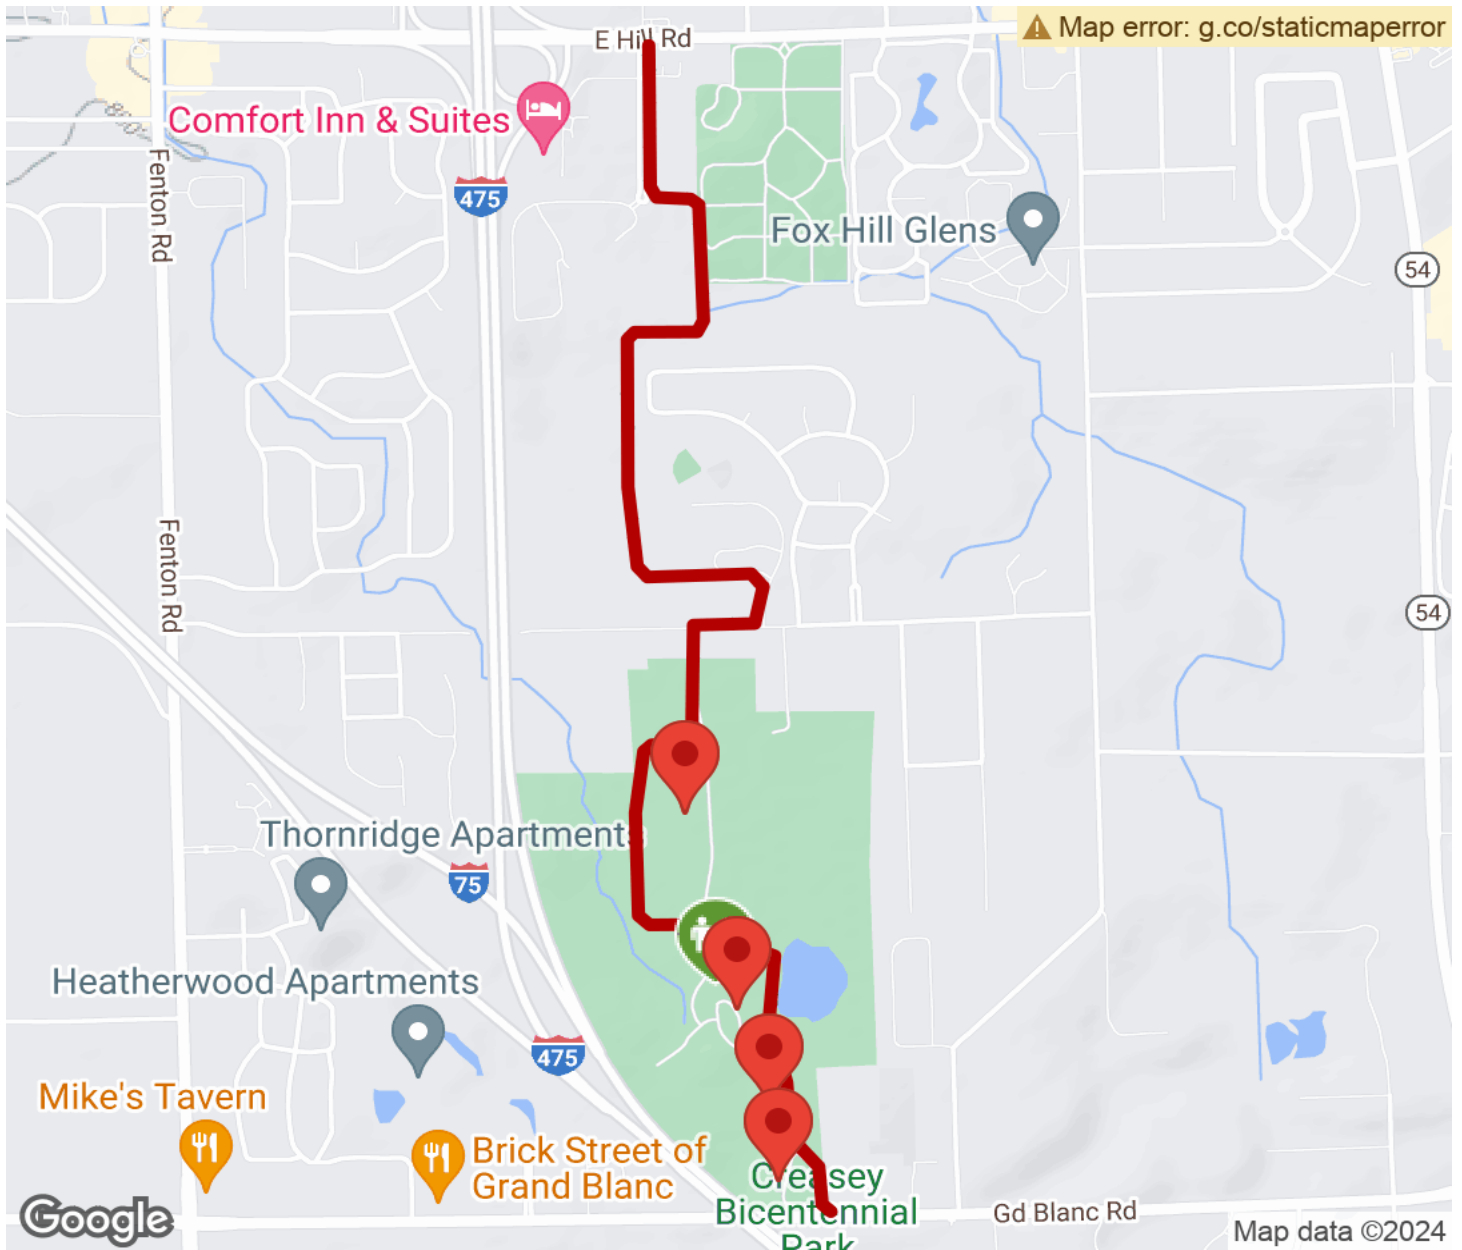 Map error: g.co/staticmaperror
E Hill Rd
Comfort Inn & Suites
475
Fenton Rd
Fox Hill Glens
54
Fenton Rd
54
Thornridge Apartments
75
Heatherwood Apartments
475
Mike's Tavern
Brick Street of
Grand Blanc
Creasey
Bicentennial
Park
Gd Blanc Rd
Google
Map data ©2024